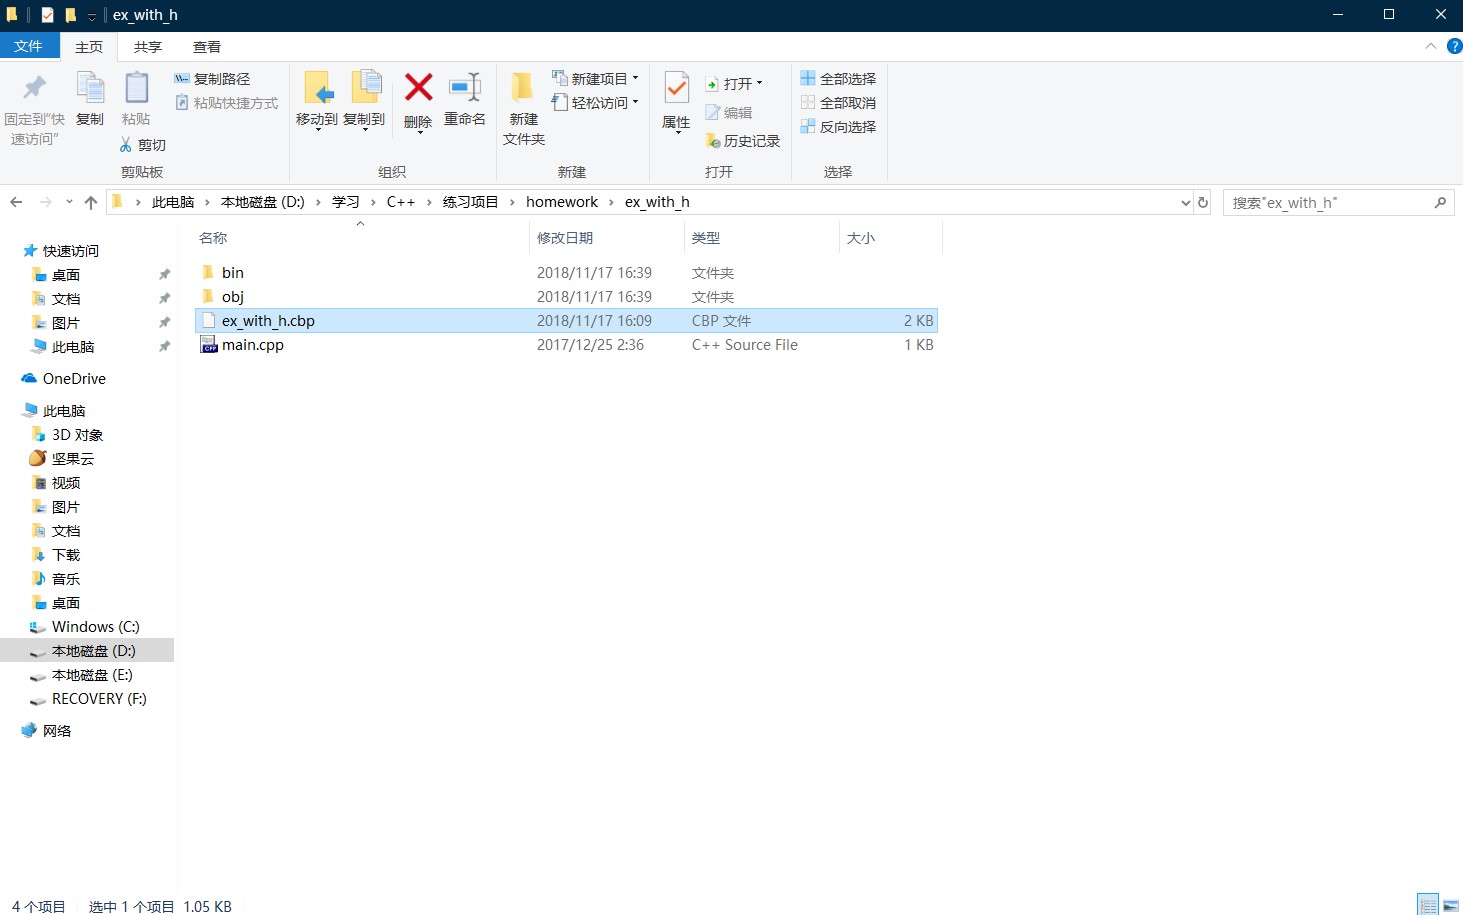 ex_with_h
文件 主页 共享 查看
固定到“快速访问” 复制 粘贴 复制路径 粘贴快捷方式 剪切
剪贴板
移动到 复制到 删除 重命名
组织
新建文件夹 新建项目 轻松访问
新建
属性 打开 编辑 历史记录
打开
全部选择 全部取消 反向选择
选择
此电脑 › 本地磁盘 (D:) › 学习 › C++ › 练习项目 › homework › ex_with_h
搜索"ex_with_h"
快速访问
桌面
文档
图片
此电脑
OneDrive
此电脑
3D 对象
坚果云
视频
图片
文档
下载
音乐
桌面
Windows (C:)
本地磁盘 (D:)
本地磁盘 (E:)
RECOVERY (F:)
网络
名称 修改日期 类型 大小
bin 2018/11/17 16:39 文件夹
obj 2018/11/17 16:39 文件夹
ex_with_h.cbp 2018/11/17 16:09 CBP 文件 2 KB
main.cpp 2017/12/25 2:36 C++ Source File 1 KB
4 个项目 选中 1 个项目 1.05 KB